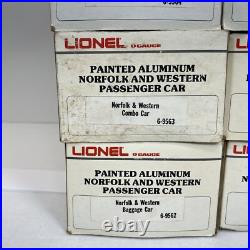 6-9564
LIONEL O GAUGE
PAINTED ALUMINUM
NORFOLK AND WESTERN
PASSENGER CAR
Norfolk & Western
Combo Car
6-9563
LIONEL O GAUGE
PAINTED ALUMINUM
NORFOLK AND WESTERN
PASSENGER CAR
Norfolk & Western
Baggage Car
6-9562